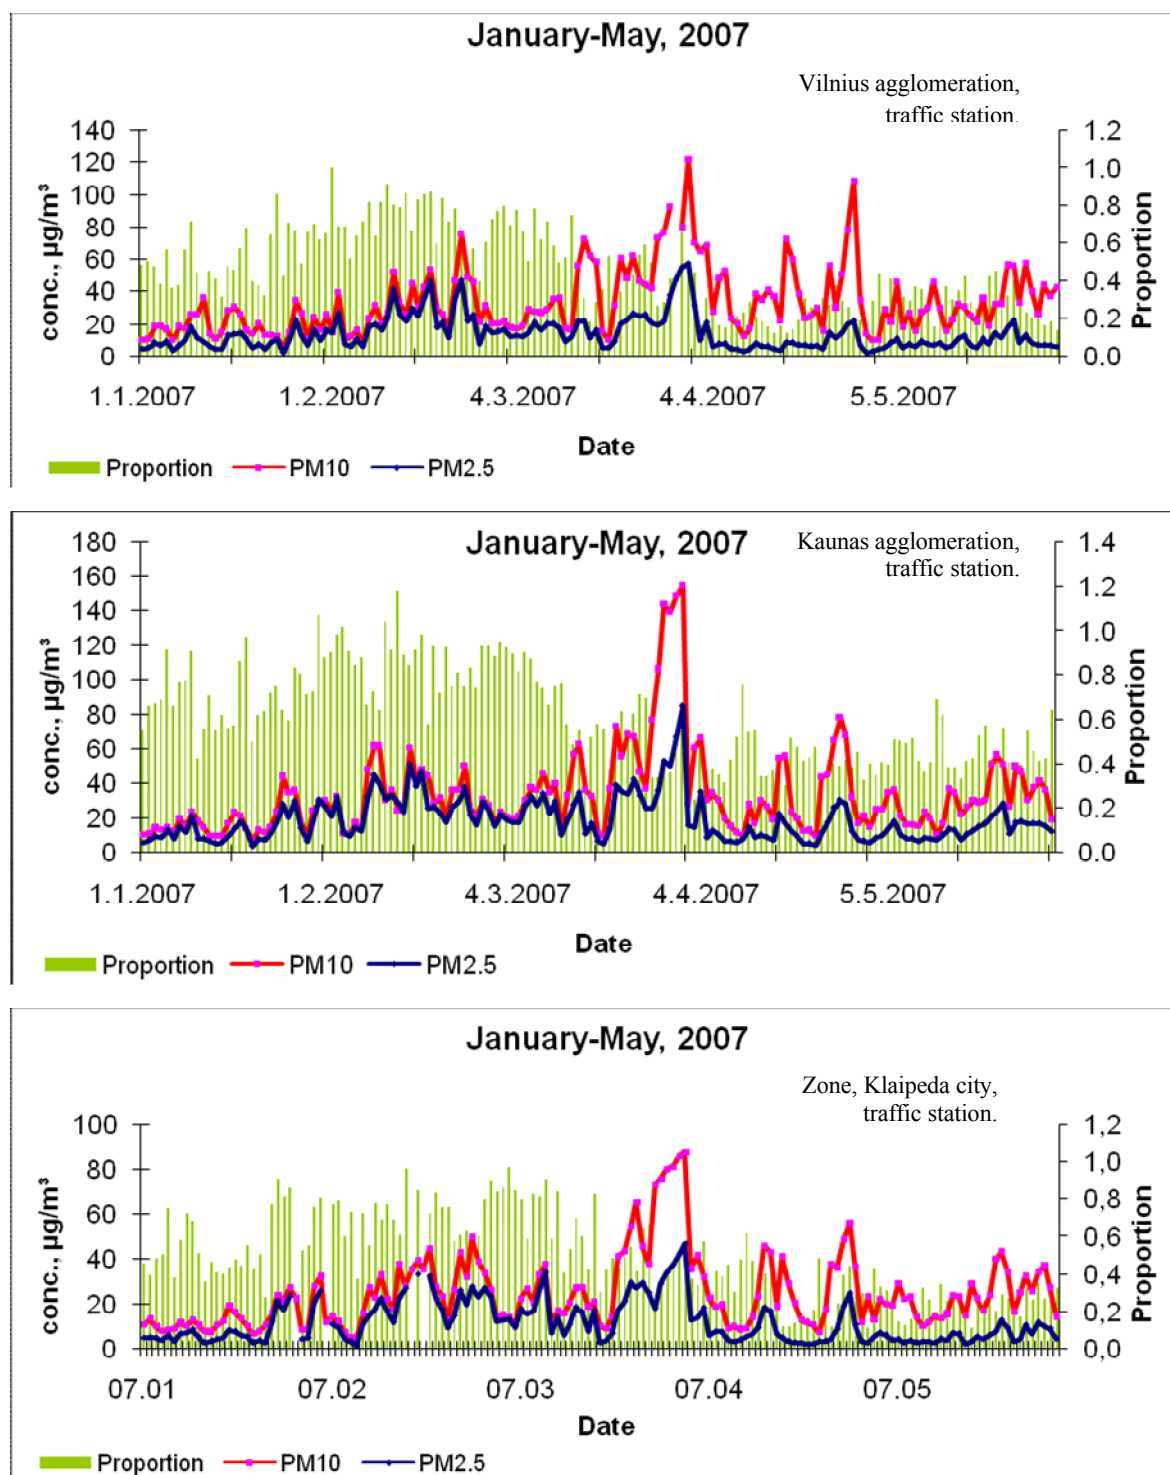 January-May, 2007
Vilnius agglomeration,
traffic station.
conc., µg/m³
140
120
100
80
60
40
20
0
1.2
1.0
0.8
0.6
0.4
0.2
0.0
Proportion
1.1.2007 1.2.2007 4.3.2007 4.4.2007 5.5.2007
Date
Proportion PM10 PM2.5
January-May, 2007
Kaunas agglomeration,
traffic station.
conc., µg/m³
180
160
140
120
100
80
60
40
20
0
1.4
1.2
1.0
0.8
0.6
0.4
0.2
0.0
Proportion
1.1.2007 1.2.2007 4.3.2007 4.4.2007 5.5.2007
Date
Proportion PM10 PM2.5
January-May, 2007
Zone, Klaipeda city,
traffic station.
conc., µg/m³
100
80
60
40
20
0
1,2
1,0
0,8
0,6
0,4
0,2
0,0
Proportion
07.01 07.02 07.03 07.04 07.05
Date
Proportion PM10 PM2.5